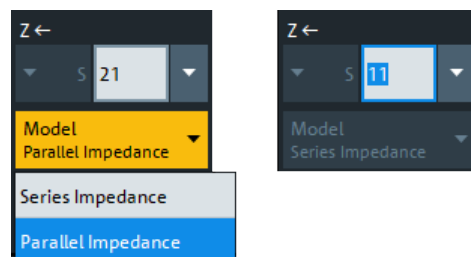 Z←
S 21
Model
Parallel Impedance
Series Impedance
Parallel Impedance
Z←
S 11
Model
Series Impedance